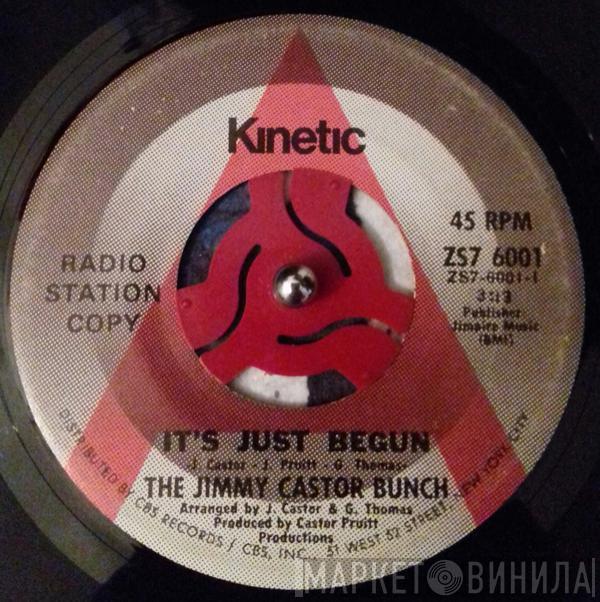 Kinetic
45 RPM
ZS7 6001
ZS7-6001-1
3:13
Publisher:
Jimpire Music
(BMI)
RADIO
STATION
COPY
IT'S JUST BEGUN
-J. Castor - J. Pruitt - G. Thomas-
THE JIMMY CASTOR BUNCH
Arranged by J. Castor & G. Thomas
Produced by Castor Pruitt
Productions
DISTRIBUTED BY CBS RECORDS / CBS, INC., 51 WEST 52 STREET, NEW YORK CITY
МАРКЕТ ВИНИЛА